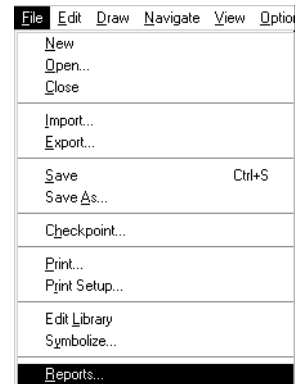 File Edit Draw Navigate View
New
Open...
Close
Import...
Export...
Save Ctrl+S
Save As...
Checkpoint...
Print...
Print Setup...
Edit Library
Symbolize...
Reports...